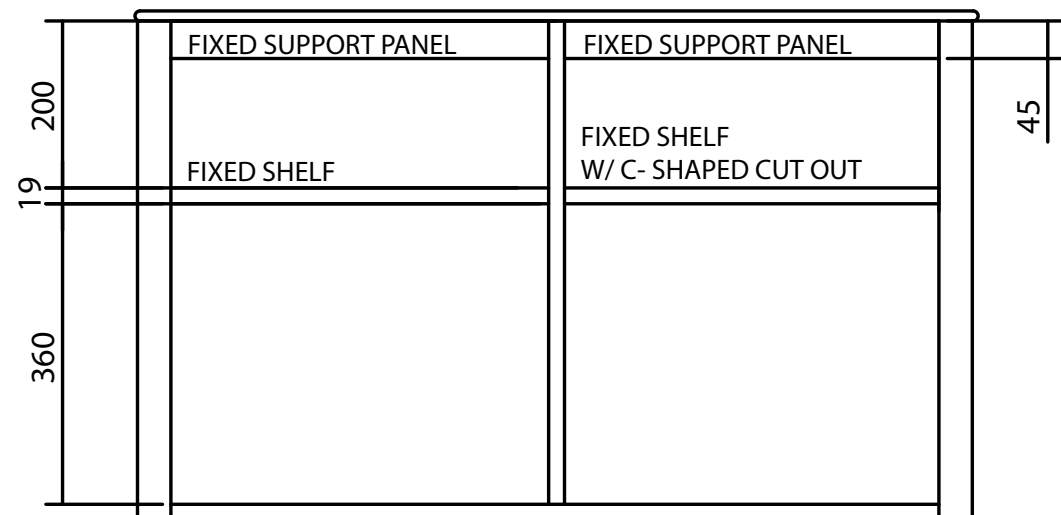 FIXED SUPPORT PANEL
FIXED SUPPORT PANEL
200
45
FIXED SHELF
W/ C- SHAPED CUT OUT
FIXED SHELF
19
360